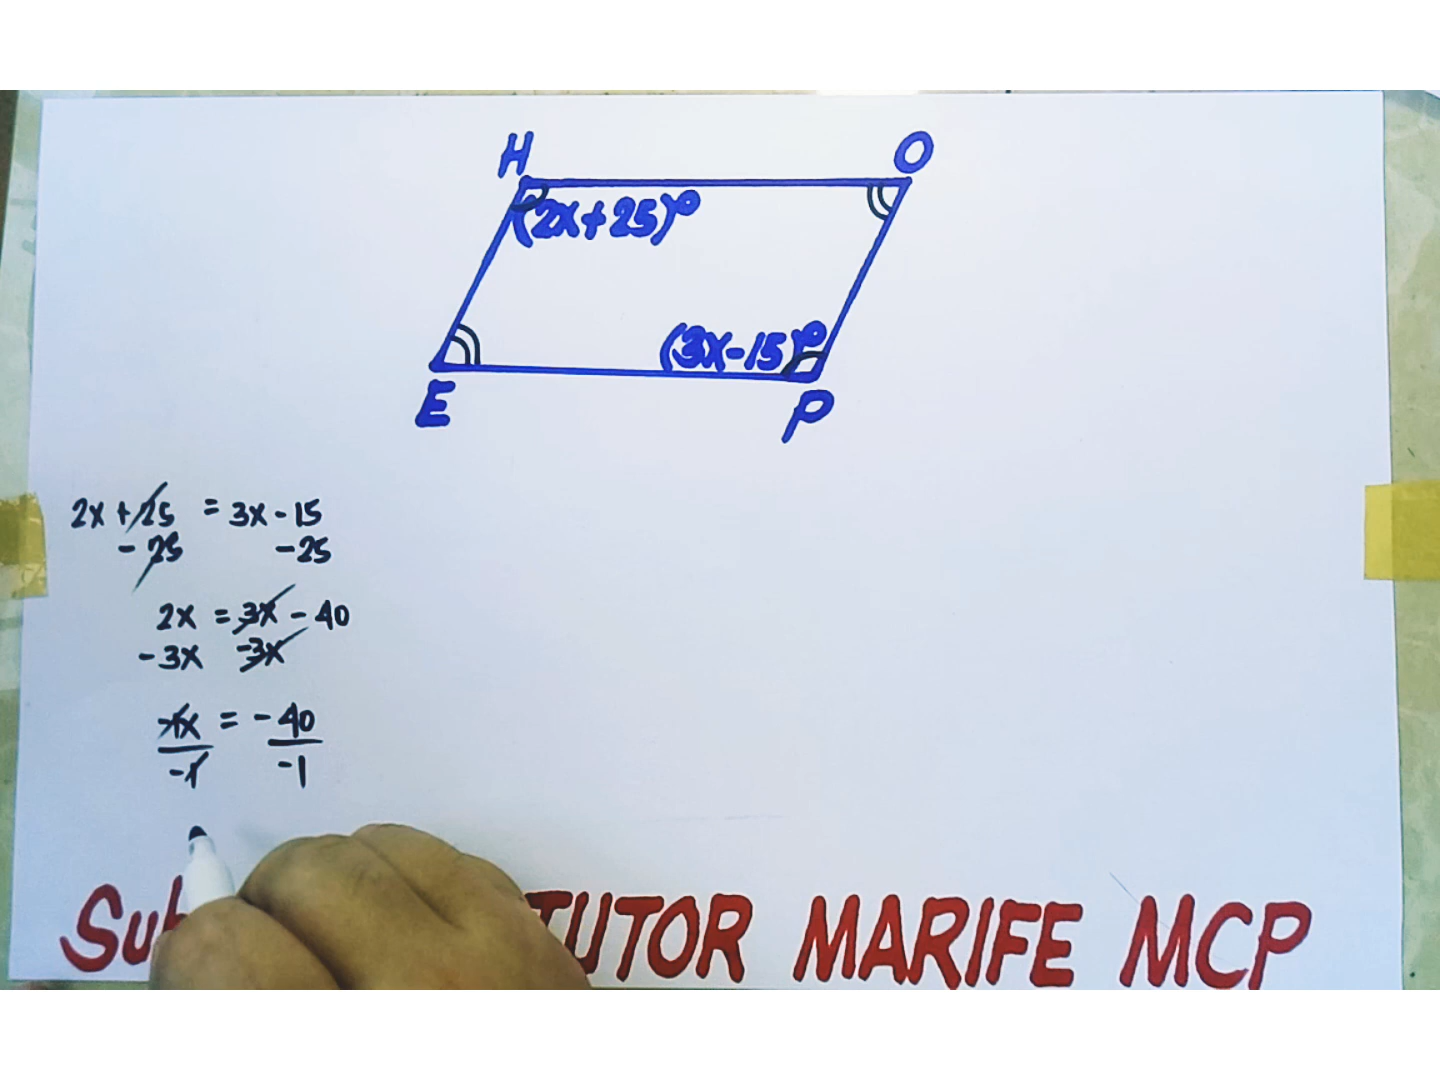 H
O
(2x+25)°
(3x-15)°
E
P
2x + 25 = 3x - 15
- 25 - 25
2x = 3x - 40
- 3x - 3x
-1x = - 40
-1 -1
TUTOR MARIFE MCP